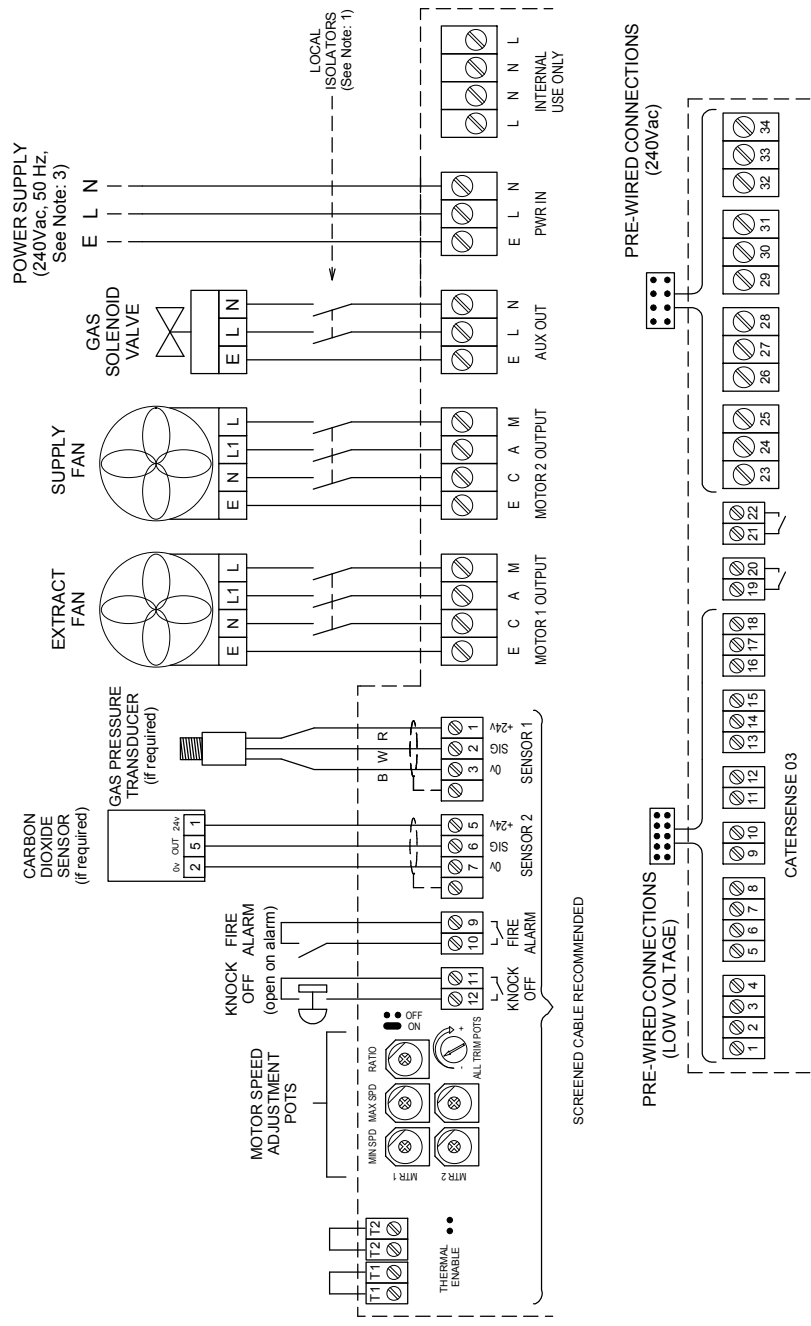 MOTOR SPEED
ADJUSTMENT
POTS
KNOCK
OFF
FIRE
ALARM
(open on alarm)
CARBON
DIOXIDE
SENSOR
(if required)
0v OUT 24v
2 5 1
GAS PRESSURE
TRANSDUCER
(if required)
B W R
EXTRACT
FAN
E N L1 L
SUPPLY
FAN
E N L1 L
GAS
SOLENOID
VALVE
E L N
POWER SUPPLY
(240Vac, 50 Hz,
See Note: 3)
E L N
LOCAL
ISOLATORS
(See Note: 1)
T1 T1 T2 T2
THERMAL
ENABLE
MIN SPD MAX SPD RATIO
MTR 1
MTR 2
ON
OFF
- +
ALL TRIM POTS
12 11
KNOCK
OFF
10 9
FIRE
ALARM
7 6 5
0v SIG +24v
SENSOR 2
3 2 1
0v SIG +24v
SENSOR 1
E C A M
MOTOR 1 OUTPUT
E C A M
MOTOR 2 OUTPUT
E L N
AUX OUT
E L N
PWR IN
L N N L
INTERNAL
USE ONLY
SCREENED CABLE RECOMMENDED
PRE-WIRED CONNECTIONS
(LOW VOLTAGE)
PRE-WIRED CONNECTIONS
(240Vac)
1 2 3 4 5 6 7 8 9 10 11 12 13 14 15 16 17 18 19 20 21 22 23 24 25 26 27 28 29 30 31 32 33 34
CATERSENSE 03